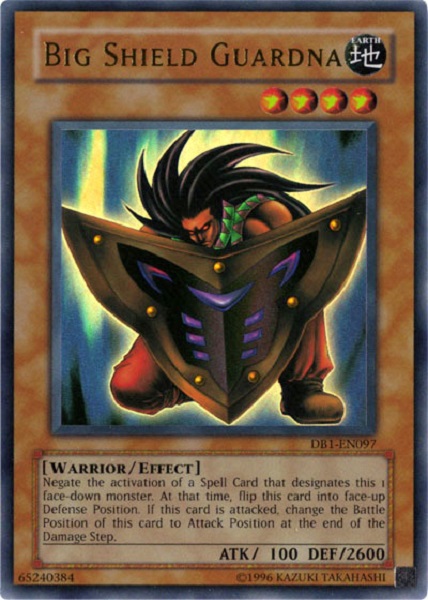 BIG SHIELD GUARDNA
EARTH
地
DB1-EN097
[WARRIOR/EFFECT]
Negate the activation of a Spell Card that designates this 1
face-down monster. At that time, flip this card into face-up
Defense Position. If this card is attacked, change the Battle
Position of this card to Attack Position at the end of the
Damage Step.
ATK/ 100 DEF/2600
65240384
©1996 KAZUKI TAKAHASHI